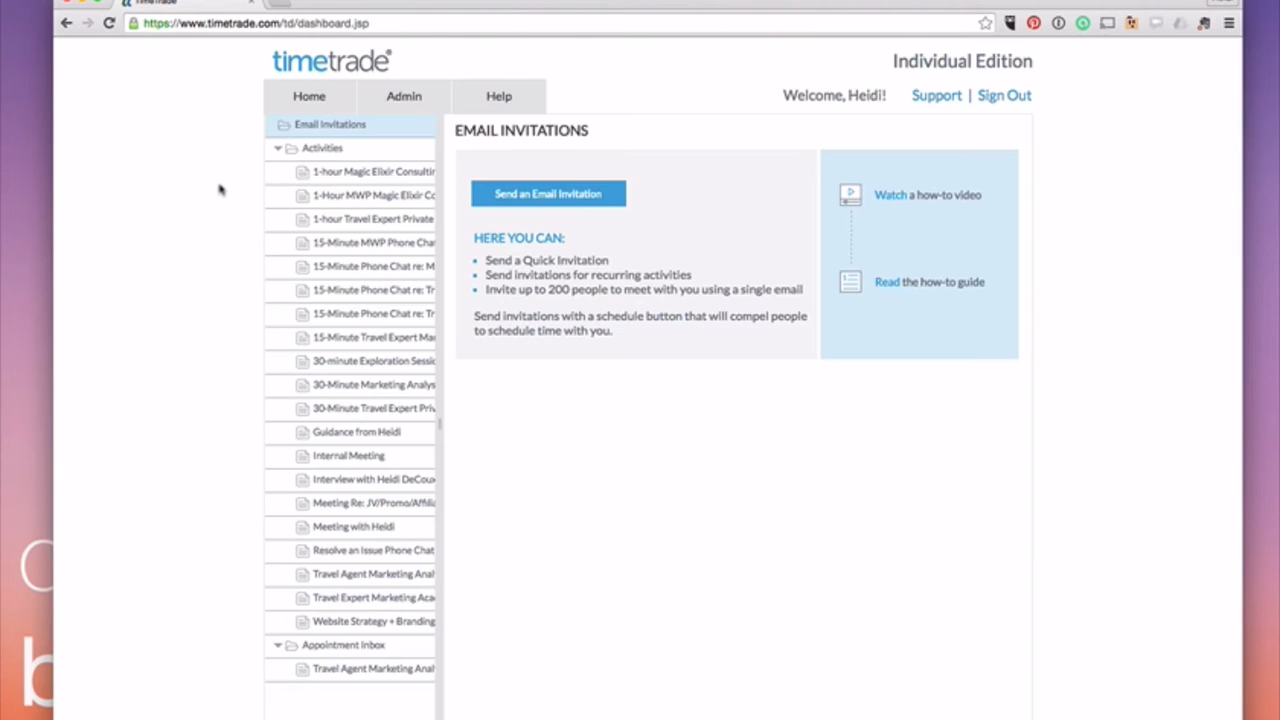 TimeTrade
https://www.timetrade.com/td/dashboard.jsp
timetrade®
Individual Edition
Home
Admin
Help
Welcome, Heidi!
Support | Sign Out
Email Invitations
Activities
1-hour Magic Elixir Consultin
1-Hour MWP Magic Elixir Co
1-hour Travel Expert Private
15-Minute MWP Phone Chat
15-Minute Phone Chat re: M
15-Minute Phone Chat re: Tr
15-Minute Phone Chat re: Tr
15-Minute Travel Expert Mar
30-minute Exploration Sessio
30-Minute Marketing Analys
30-Minute Travel Expert Priv
Guidance from Heidi
Internal Meeting
Interview with Heidi DeCoux
Meeting Re: JV/Promo/Affilia
Meeting with Heidi
Resolve an Issue Phone Chat
Travel Agent Marketing Anal
Travel Expert Marketing Aca
Website Strategy + Branding
Appointment Inbox
Travel Agent Marketing Anal
EMAIL INVITATIONS
Send an Email Invitation
HERE YOU CAN:
• Send a Quick Invitation
• Send invitations for recurring activities
• Invite up to 200 people to meet with you using a single email
Send invitations with a schedule button that will compel people
to schedule time with you.
Watch a how-to video
Read the how-to guide